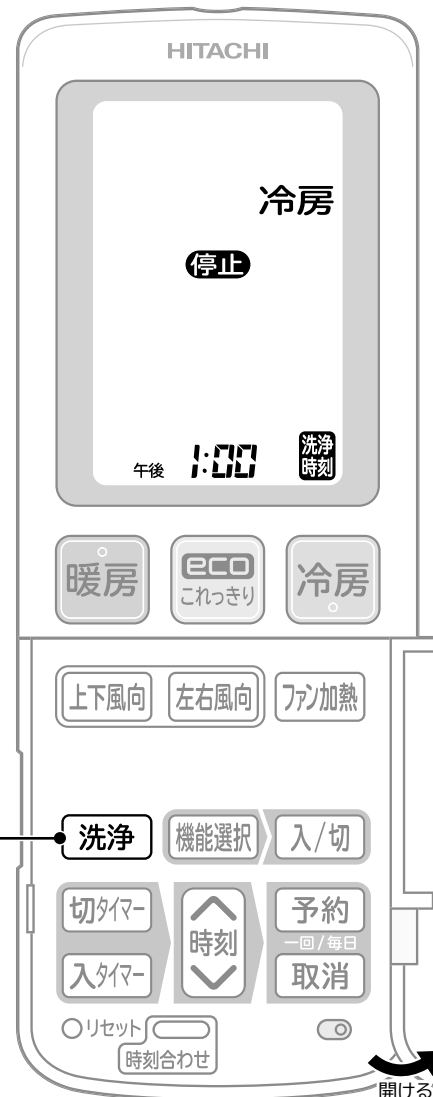 HITACHI
冷房
停止
午後 1:00 洗浄時刻
暖房 eco これっきり 冷房
上下風向 左右風向 ファン加熱
洗浄 機能選択 入/切
切タイマー 時刻 予約
一回/毎日
入タイマー 取消
リセット
時刻合わせ
開ける